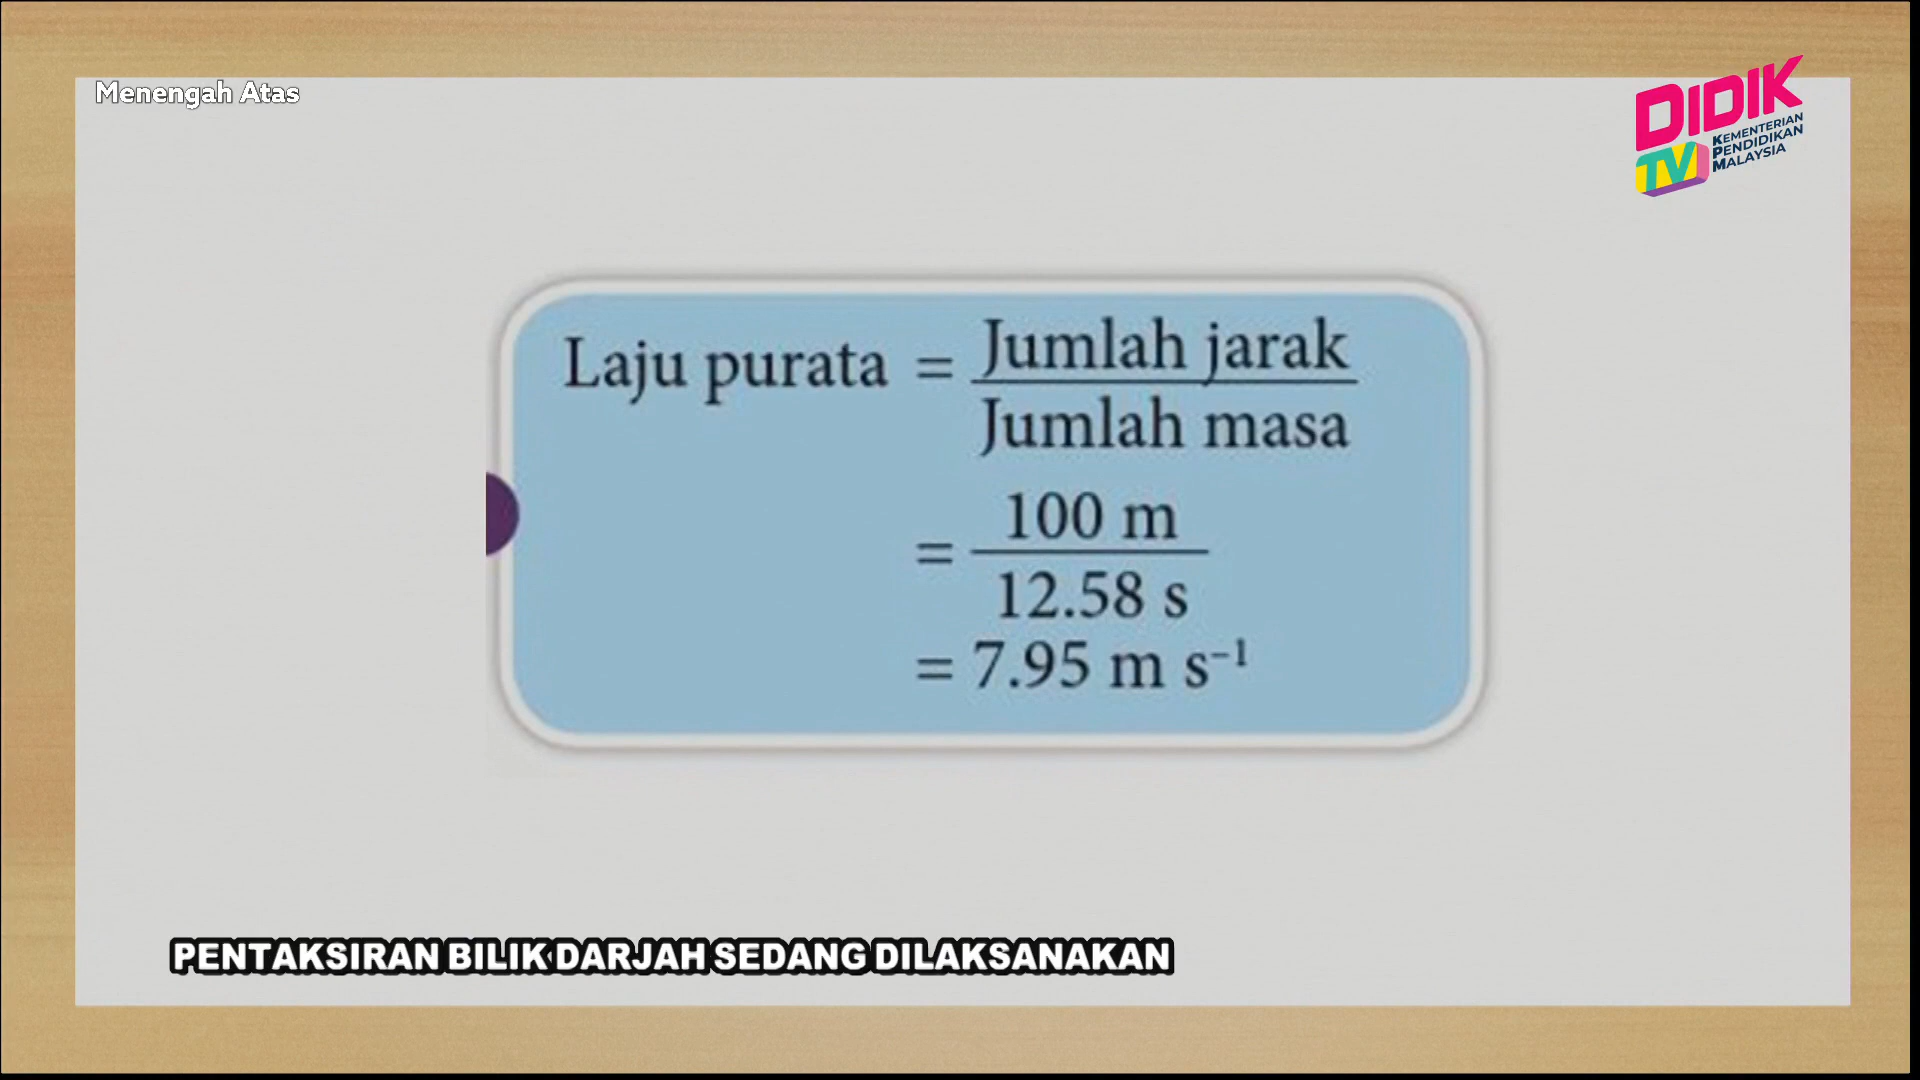 Menengah Atas
DIDIK
TV
KEMENTERIAN
PENDIDIKAN
MALAYSIA
Laju purata = Jumlah jarak
Jumlah masa
= 100 m
12.58 s
= 7.95 m s⁻¹
PENTAKSIRAN BILIK DARJAH SEDANG DILAKSANAKAN